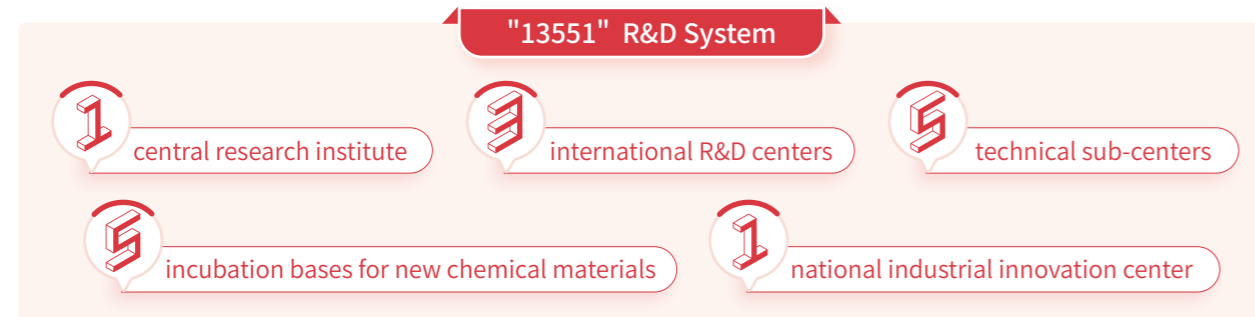 "13551" R&D System
1 central research institute
3 international R&D centers
5 technical sub-centers
5 incubation bases for new chemical materials
1 national industrial innovation center